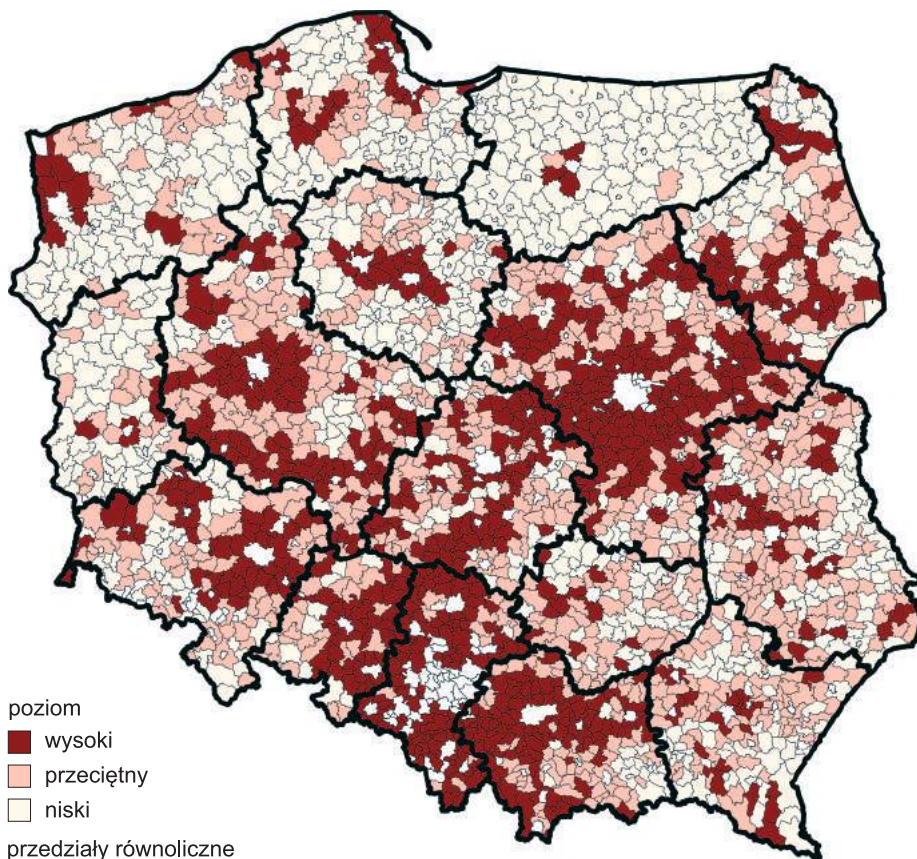 poziom
wysoki
przeciętny
niski
przedziały równoliczne